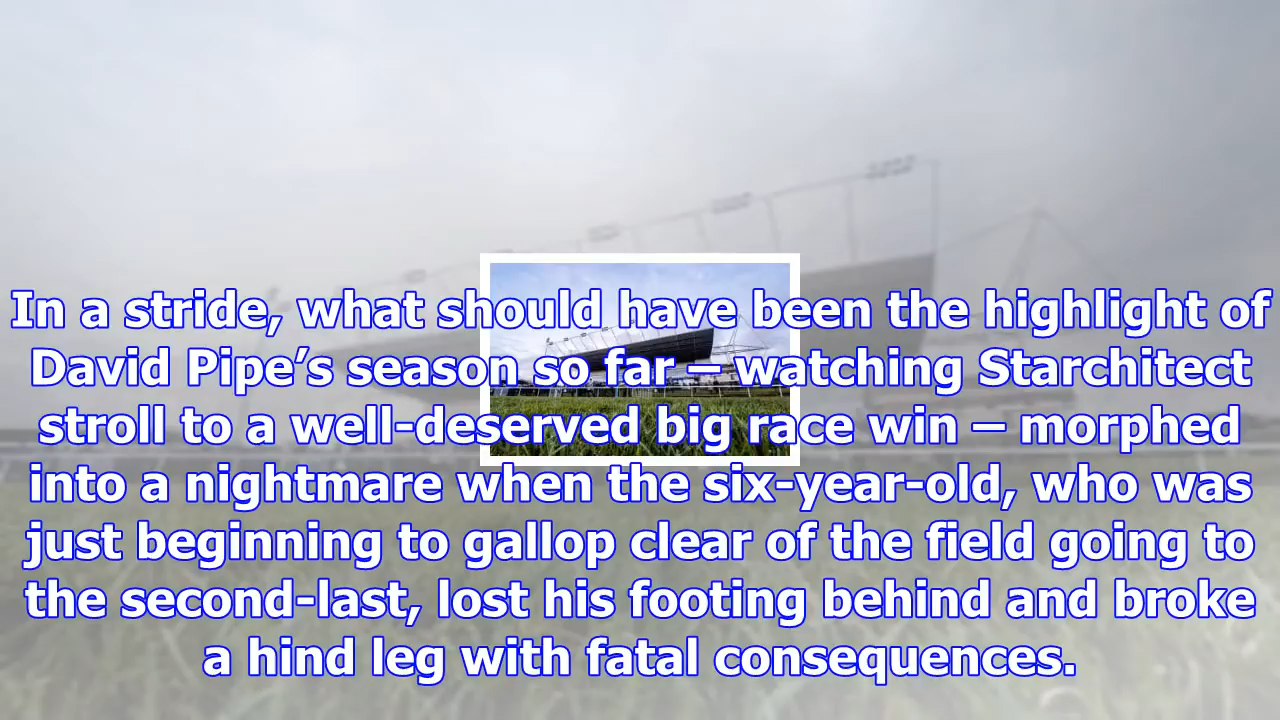 In a stride, what should have been the highlight of
David Pipe’s season so far – watching Starchitect
stroll to a well-deserved big race win – morphed
into a nightmare when the six-year-old, who was
just beginning to gallop clear of the field going to
the second-last, lost his footing behind and broke
a hind leg with fatal consequences.